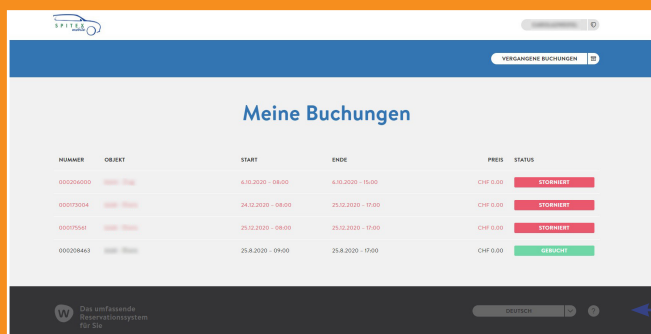 SPITEX
mobile
VERGANGENE BUCHUNGEN
Meine Buchungen
NUMMER OBJEKT START ENDE PREIS STATUS
000206000 6.10.2020 – 08:00 6.10.2020 – 15:00 CHF 0.00 STORNIERT
000173004 24.12.2020 – 08:00 25.12.2020 – 17:00 CHF 0.00 STORNIERT
000175561 25.12.2020 – 08:00 25.12.2020 – 17:00 CHF 0.00 STORNIERT
000208463 25.8.2020 – 09:00 25.8.2020 – 17:00 CHF 0.00 GEBUCHT
W
Das umfassende
Reservationssystem
für Sie
DEUTSCH ?